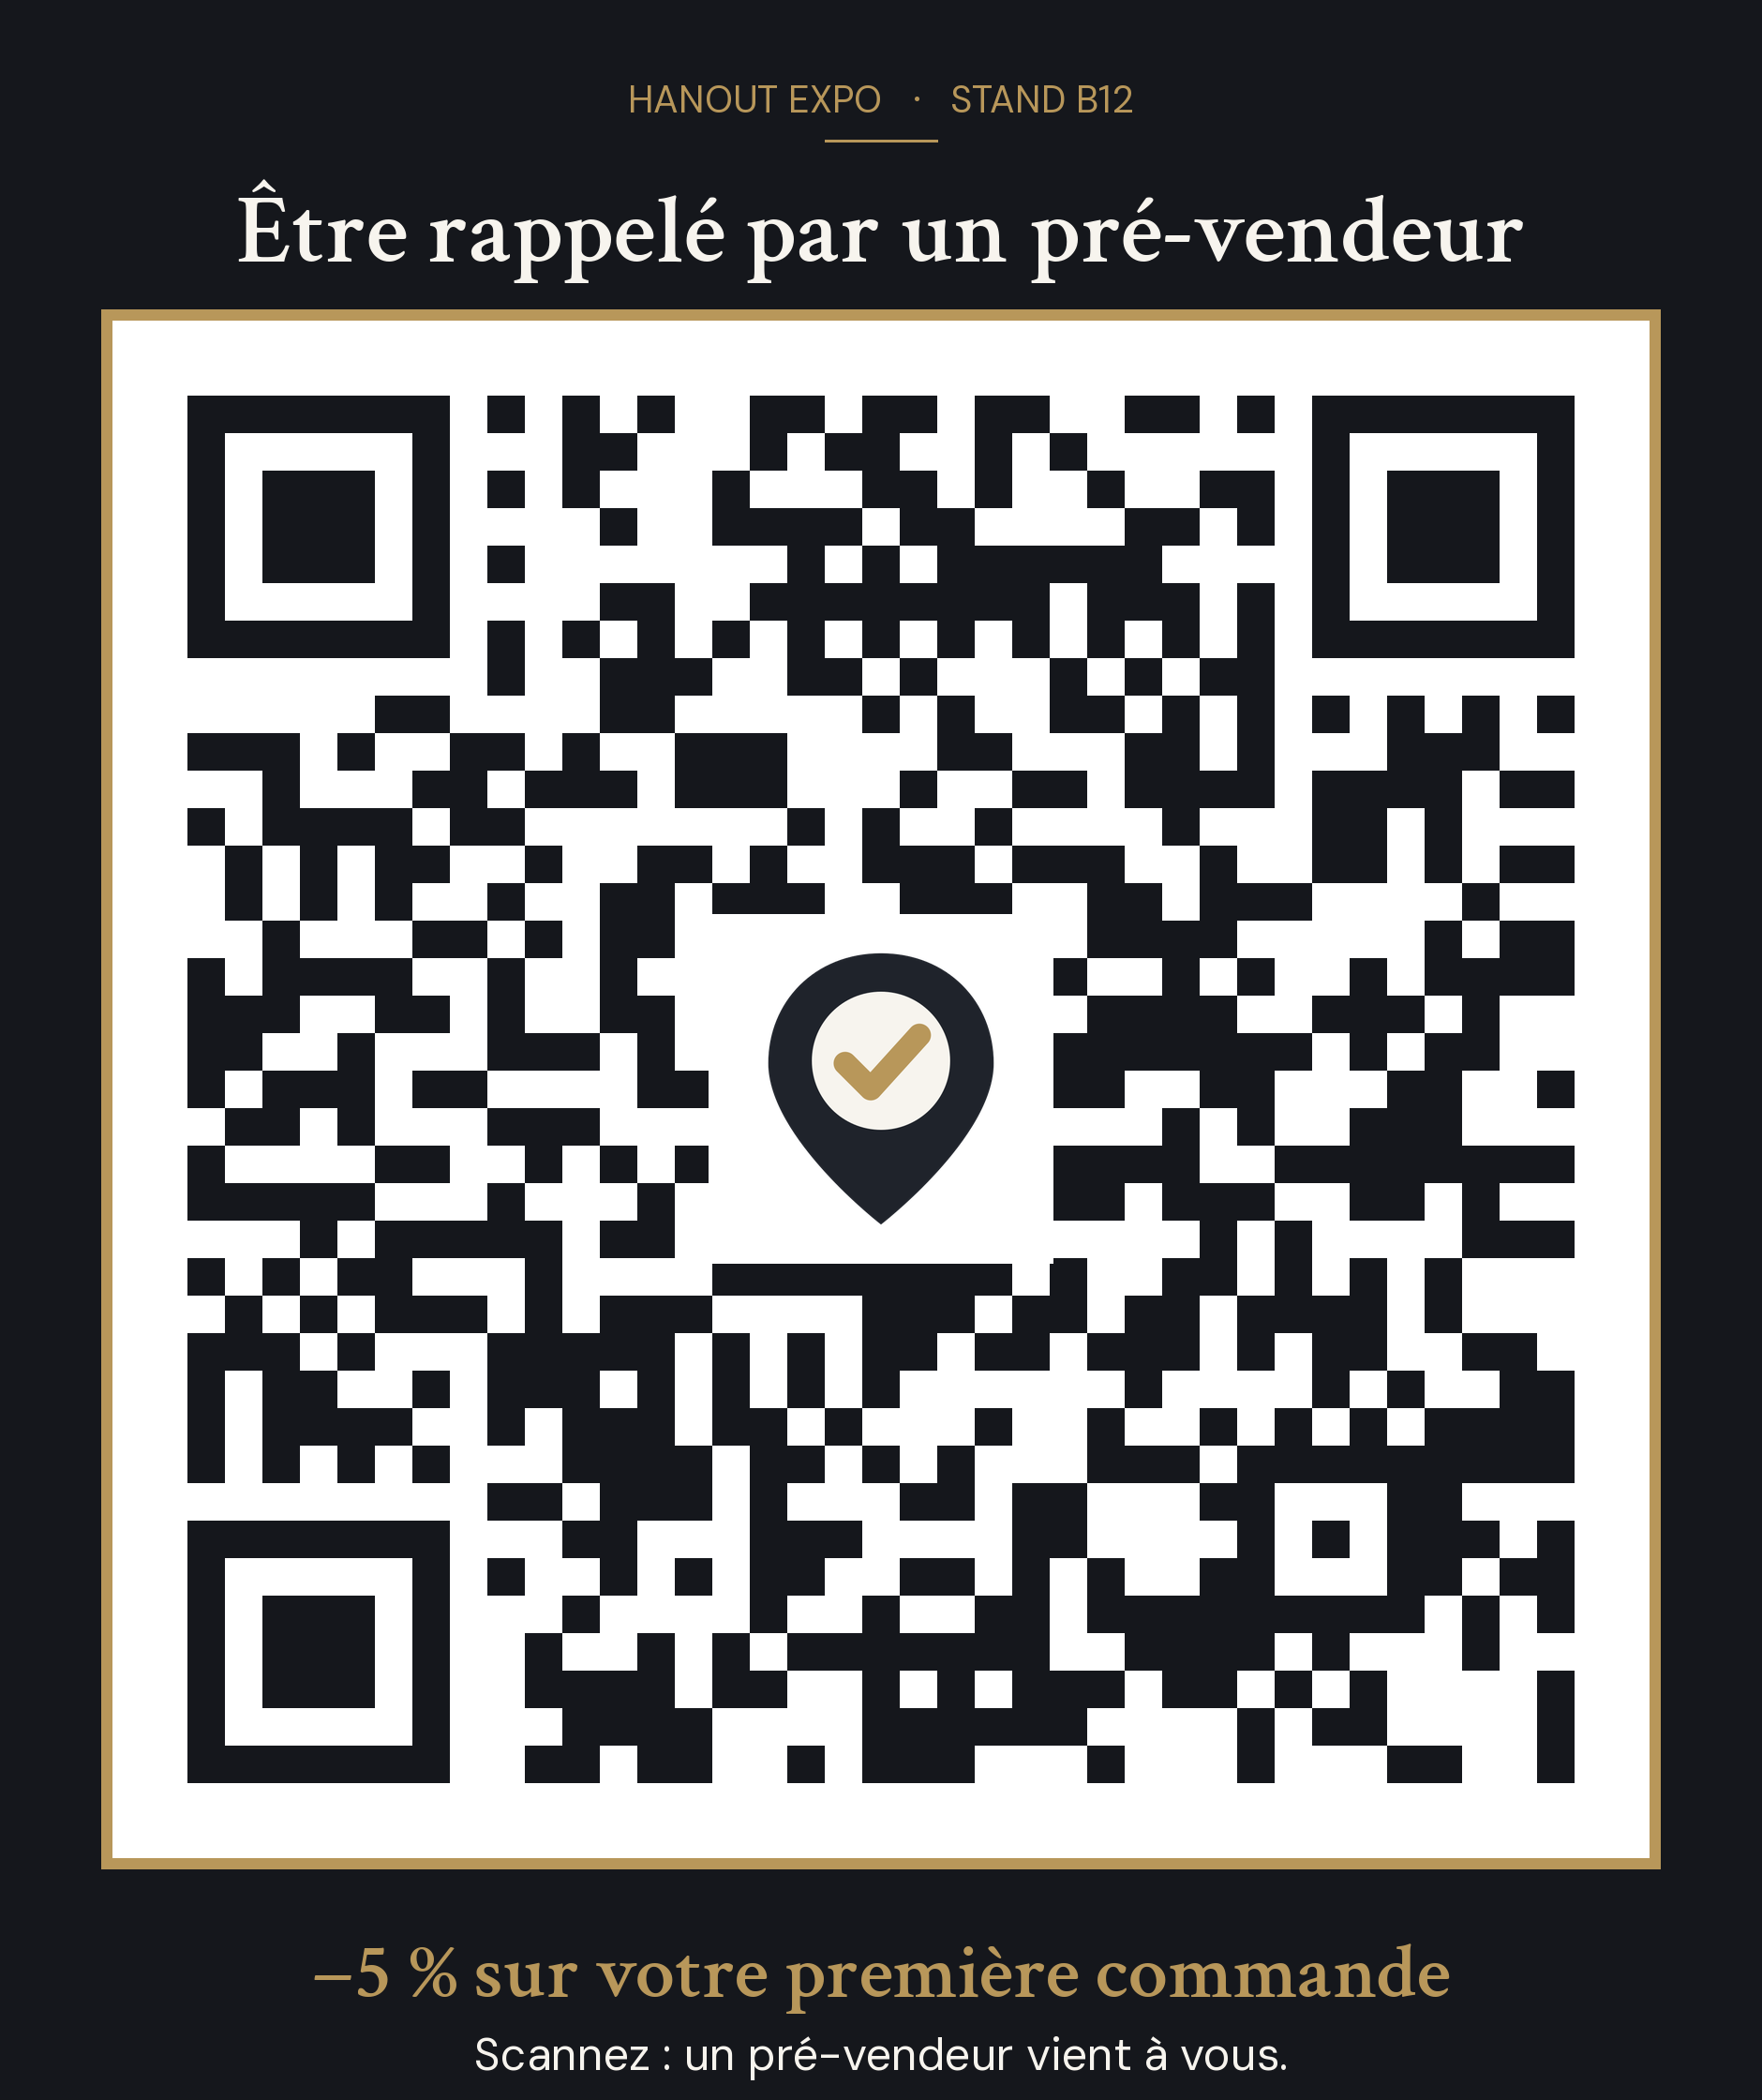 HANOUT EXPO · STAND B12
Être rappelé par un pré-vendeur
–5 % sur votre première commande
Scannez : un pré-vendeur vient à vous.